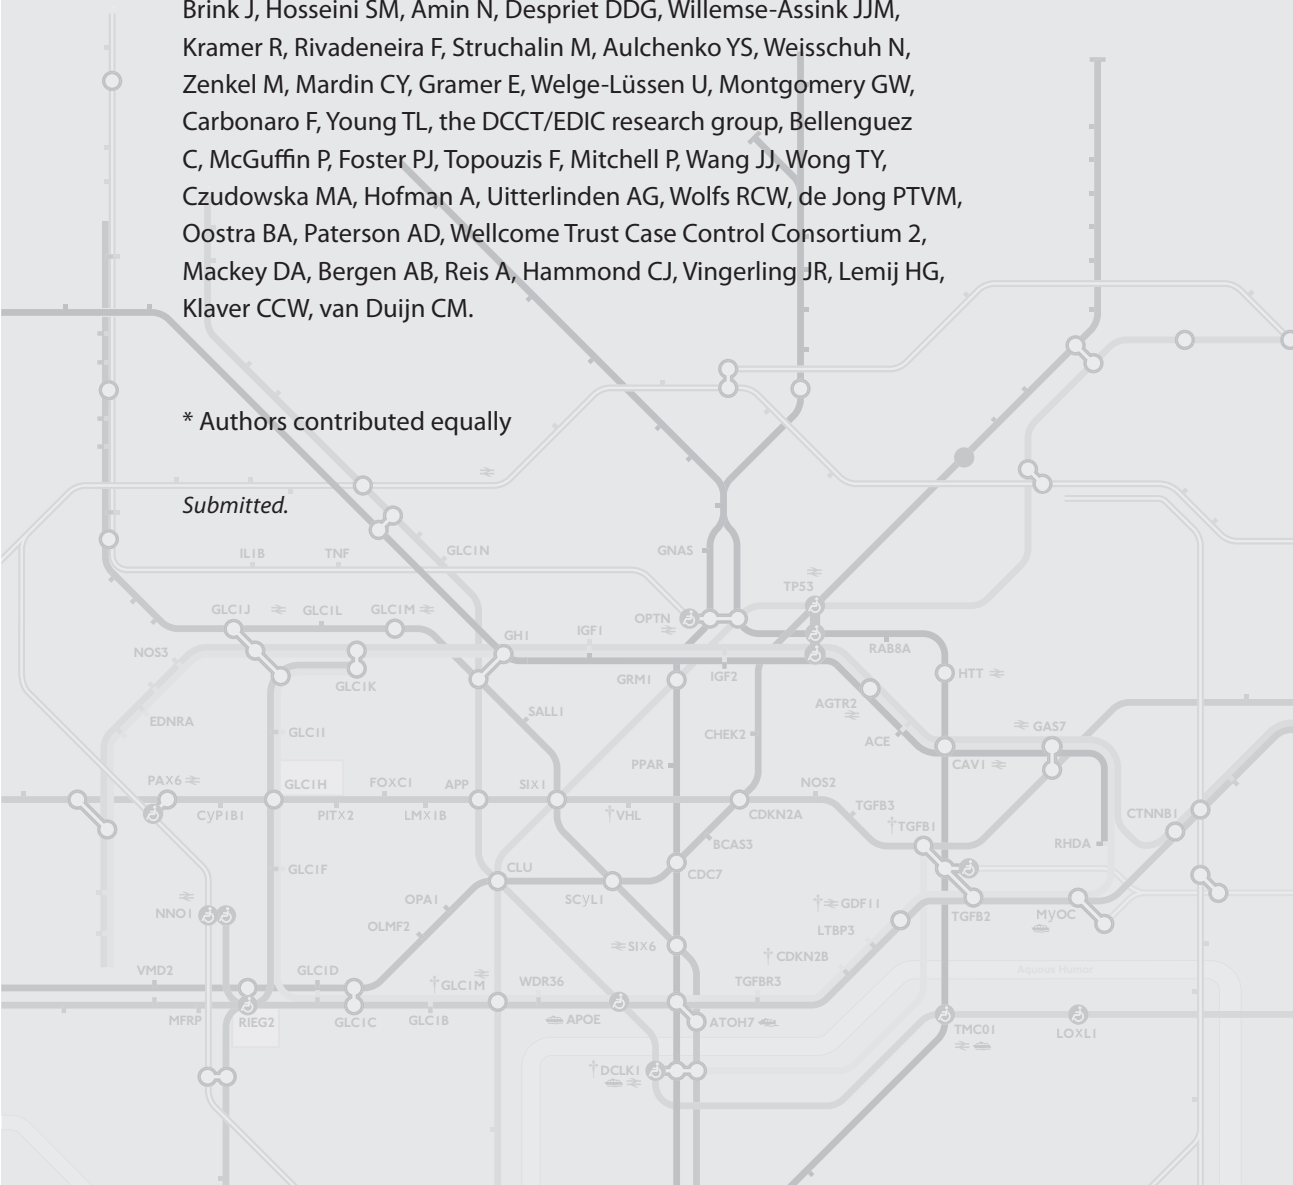 Brink J, Hosseini SM, Amin N, Despriet DDG, Willemse-Assink JJM,
Kramer R, Rivadeneira F, Struchalin M, Aulchenko YS, Weisschuh N,
Zenkel M, Mardin CY, Gramer E, Welge-Lüssen U, Montgomery GW,
Carbonaro F, Young TL, the DCCT/EDIC research group, Bellenguez
C, McGuffin P, Foster PJ, Topouzis F, Mitchell P, Wang JJ, Wong TY,
Czudowska MA, Hofman A, Uitterlinden AG, Wolfs RCW, de Jong PTVM,
Oostra BA, Paterson AD, Wellcome Trust Case Control Consortium 2,
Mackey DA, Bergen AB, Reis A, Hammond CJ, Vingerling JR, Lemij HG,
Klaver CCW, van Duijn CM.
* Authors contributed equally
Submitted.
IL1B TNF GLC1N GNAS
TP53
GLC1J GLC1L GLC1M OPTN
GH1 IGF1
NOS3 RAB8A
GLC1K GRM1 IGF2 HTT
AGTR2
EDNRA GLC1I SALL1 CHEK2 ACE GAS7
PPAR CAV1
PAX6 GLC1H FOXC1 APP SIX1 NOS2
CYP1B1 PITX2 LMX1B †VHL CDKN2A TGFB3 CTNNB1
†TGFB1
BCAS3 RHDA
GLC1F CLU CDC7
OPA1 SCYL1
NNO1 †GDF11 TGFB2 MYOC
OLMF2 LTBP3
SIX6 †CDKN2B
VMD2 GLC1D †GLC1M WDR36 TGFBR3 Aquous Humor
MFRP RIEG2 GLC1C GLC1B APOE ATOH7
TMC01 LOXL1
†DCLK1